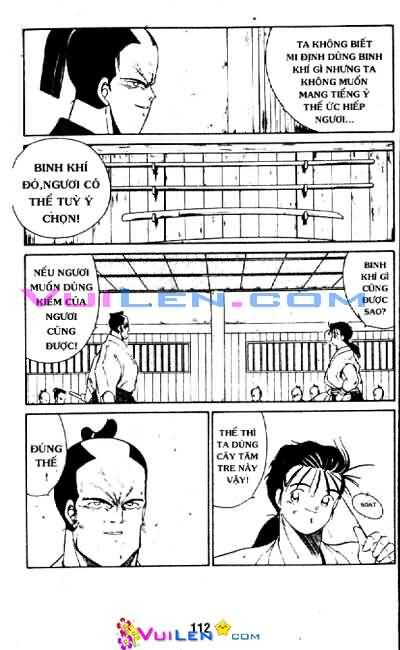 TA KHÔNG BIẾT
MI ĐỊNH DÙNG BINH
KHÍ GÌ NHƯNG TA
KHÔNG MUỐN
MANG TIẾNG Ỷ
THẾ ỨC HIẾP
NGƯƠI...
BINH KHÍ
ĐÓ,NGƯƠI CÓ
THỂ TUỲ Ý
CHỌN!
NẾU NGƯƠI
MUỐN DÙNG
KIẾM CỦA
NGƯƠI
CŨNG
ĐƯỢC!
BINH
KHÍ GÌ
CŨNG
ĐƯỢC
SAO?
VUILEN.COM
ĐÚNG
THẾ
!
THẾ THÌ
TA DÙNG
CÂY TĂM
TRE NÀY
VẬY!
SOẠT
112
VUILEN